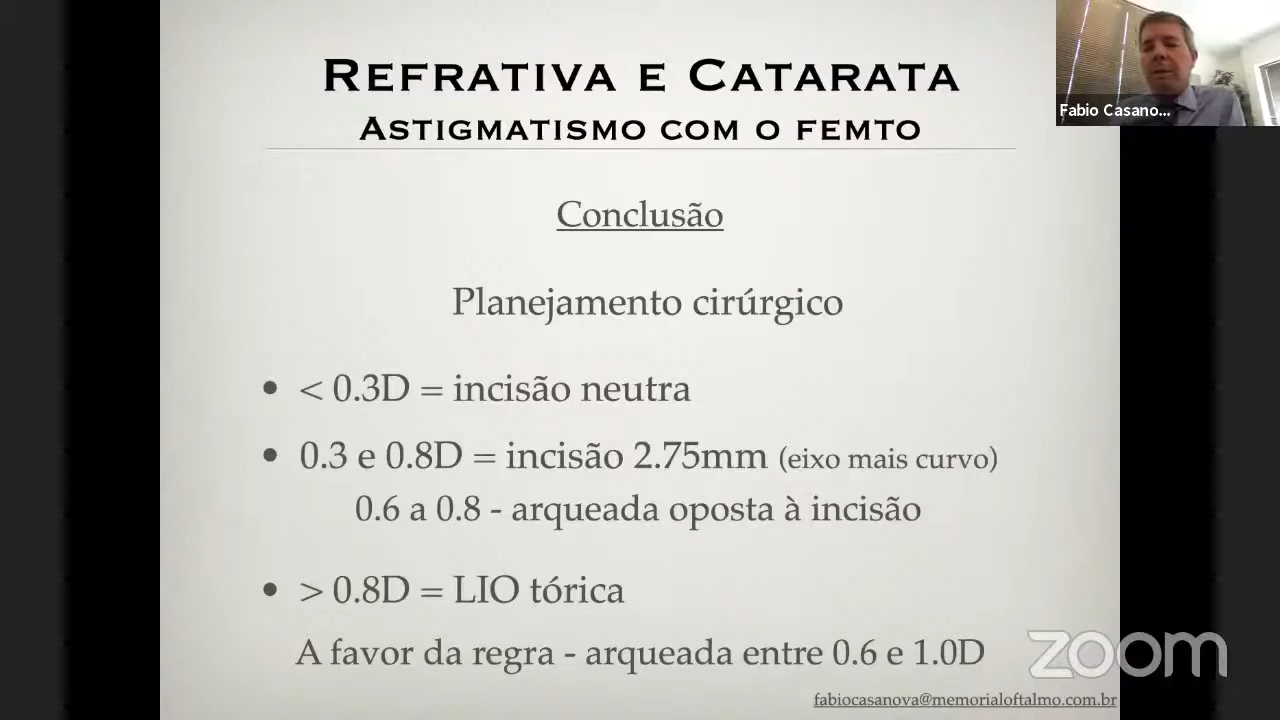 REFRATIVA E CATARATA
ASTIGMATISMO COM O FEMTO
Fabio Casano...
Conclusão
Planejamento cirúrgico
• < 0.3D = incisão neutra
• 0.3 e 0.8D = incisão 2.75mm (eixo mais curvo)
0.6 a 0.8 - arqueada oposta à incisão
• > 0.8D = LIO tórica
A favor da regra - arqueada entre 0.6 e 1.0D
zoom
fabiocasanova@memorialoftalmo.com.br